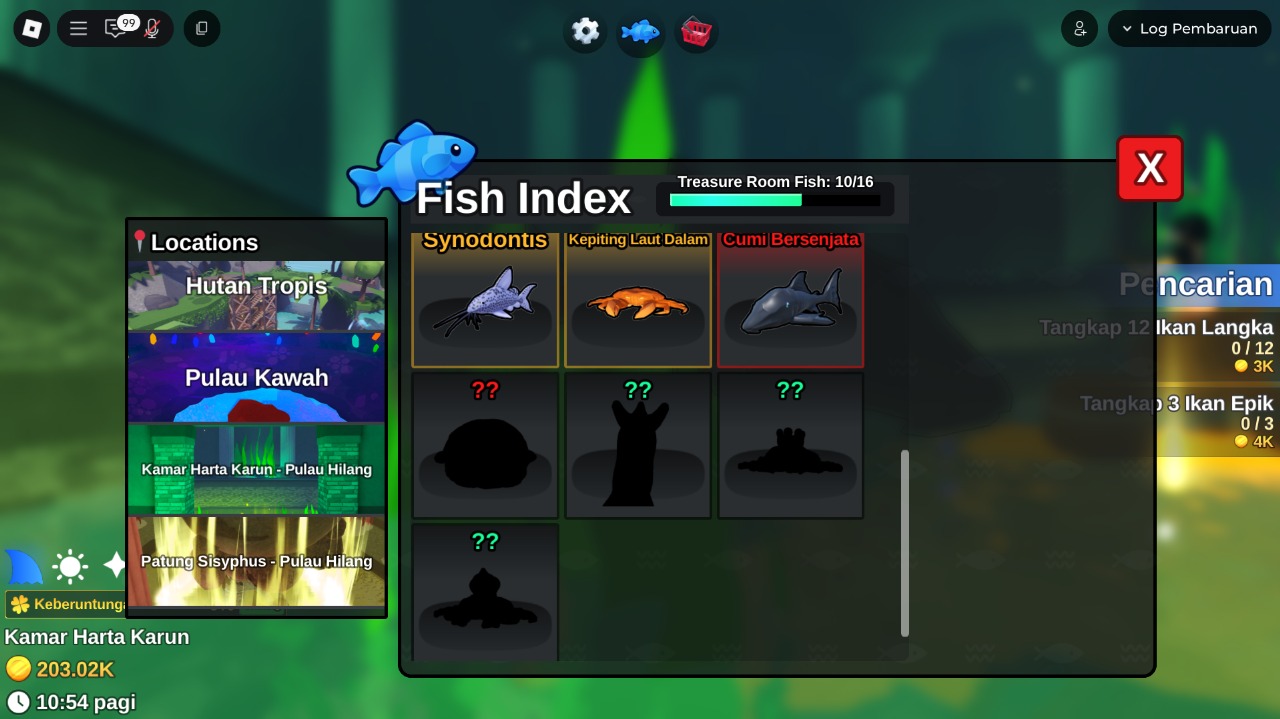 99
Log Pembaruan
Fish Index
Treasure Room Fish: 10/16
X
Locations
Hutan Tropis
Pulau Kawah
Kamar Harta Karun - Pulau Hilang
Patung Sisyphus - Pulau Hilang
Synodontis
Kepiting Laut Dalam
Cumi Bersenjata
??
??
??
??
Pencarian
Tangkap 12 Ikan Langka
0 / 12
3K
Tangkap 3 Ikan Epik
0 / 3
4K
Keberuntunga
Kamar Harta Karun
203.02K
10:54 pagi